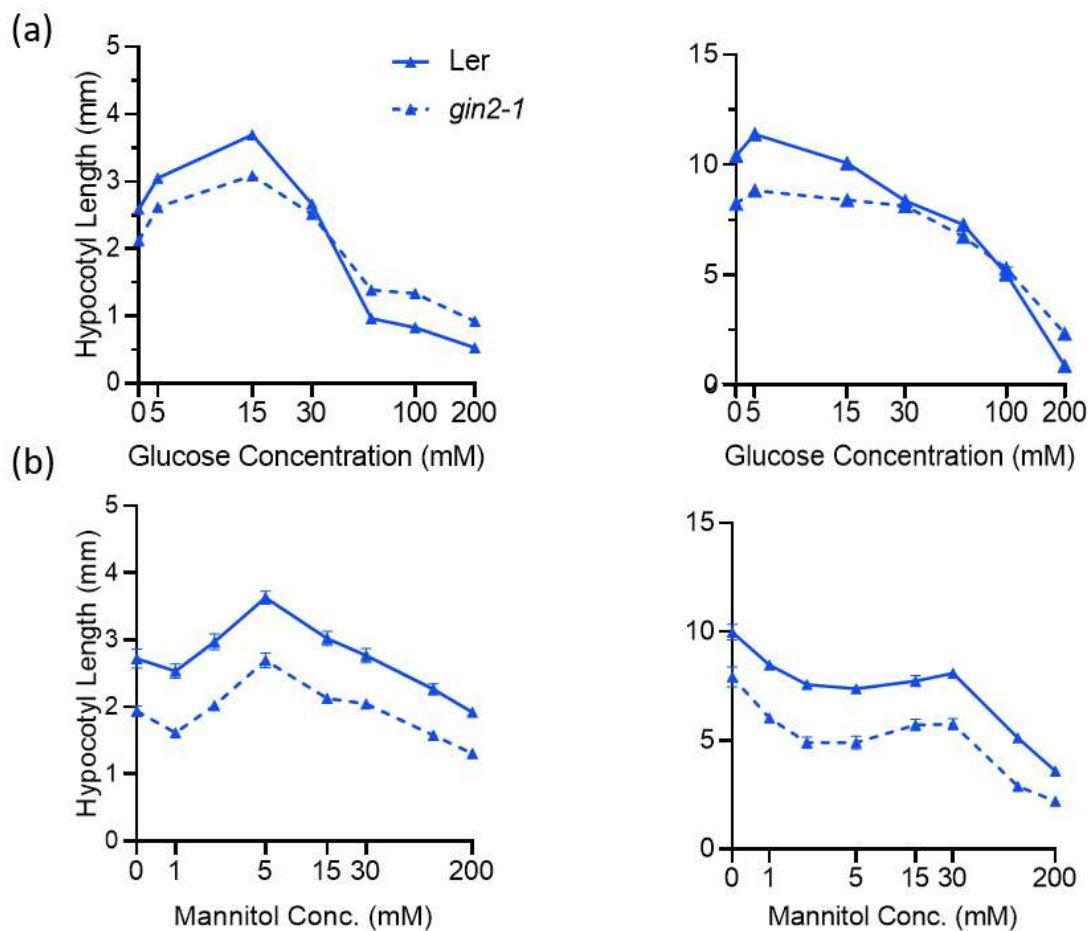 (a)
Ler
gin2-1
Hypocotyl Length (mm)
5
4
3
2
1
0
0 5 15 30 100 200
Glucose Concentration (mM)
15
10
5
0
0 5 15 30 100 200
Glucose Concentration (mM)
(b)
Hypocotyl Length (mm)
5
4
3
2
1
0
0 1 5 15 30 200
Mannitol Conc. (mM)
15
10
5
0
0 1 5 15 30 200
Mannitol Conc. (mM)